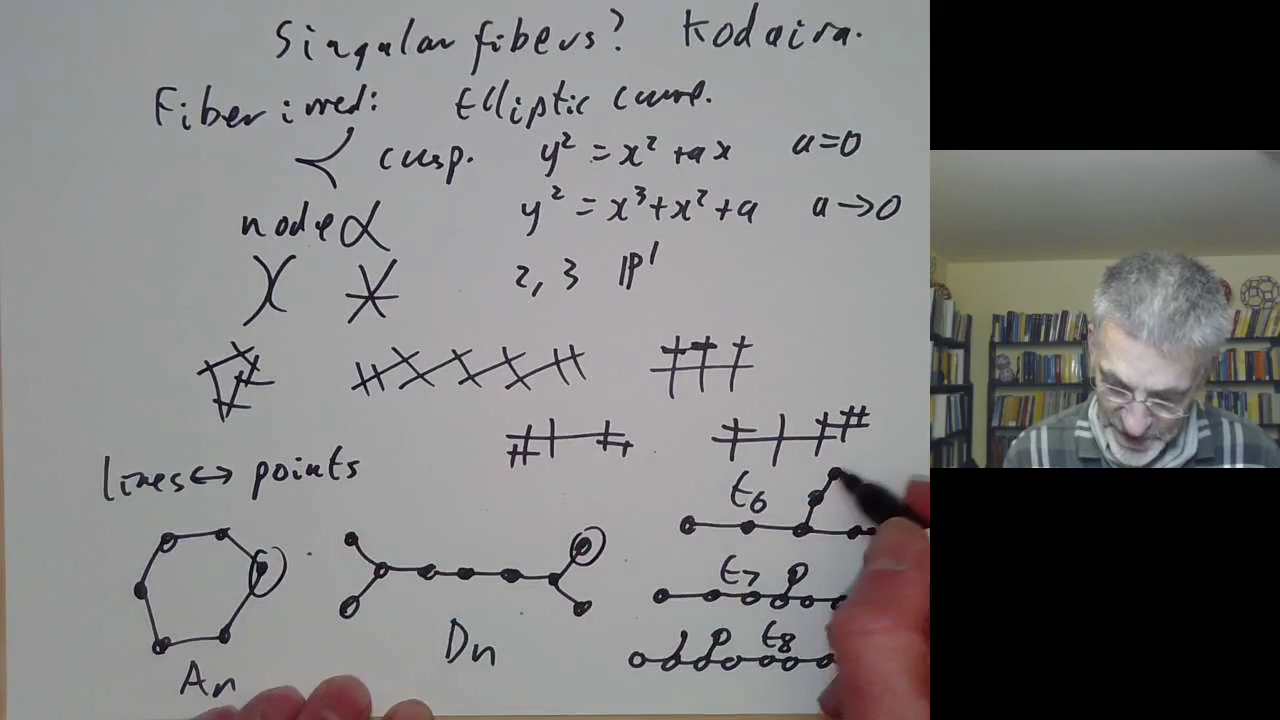 Singular fibers? Kodaira.
Fiber irred: Elliptic curve.
cusp. y² = x² + ax a=0
node y² = x³ + x² + a a→0
2, 3 ℙ¹
lines ↔ points
E₆
E₇
E₈
Dn
An